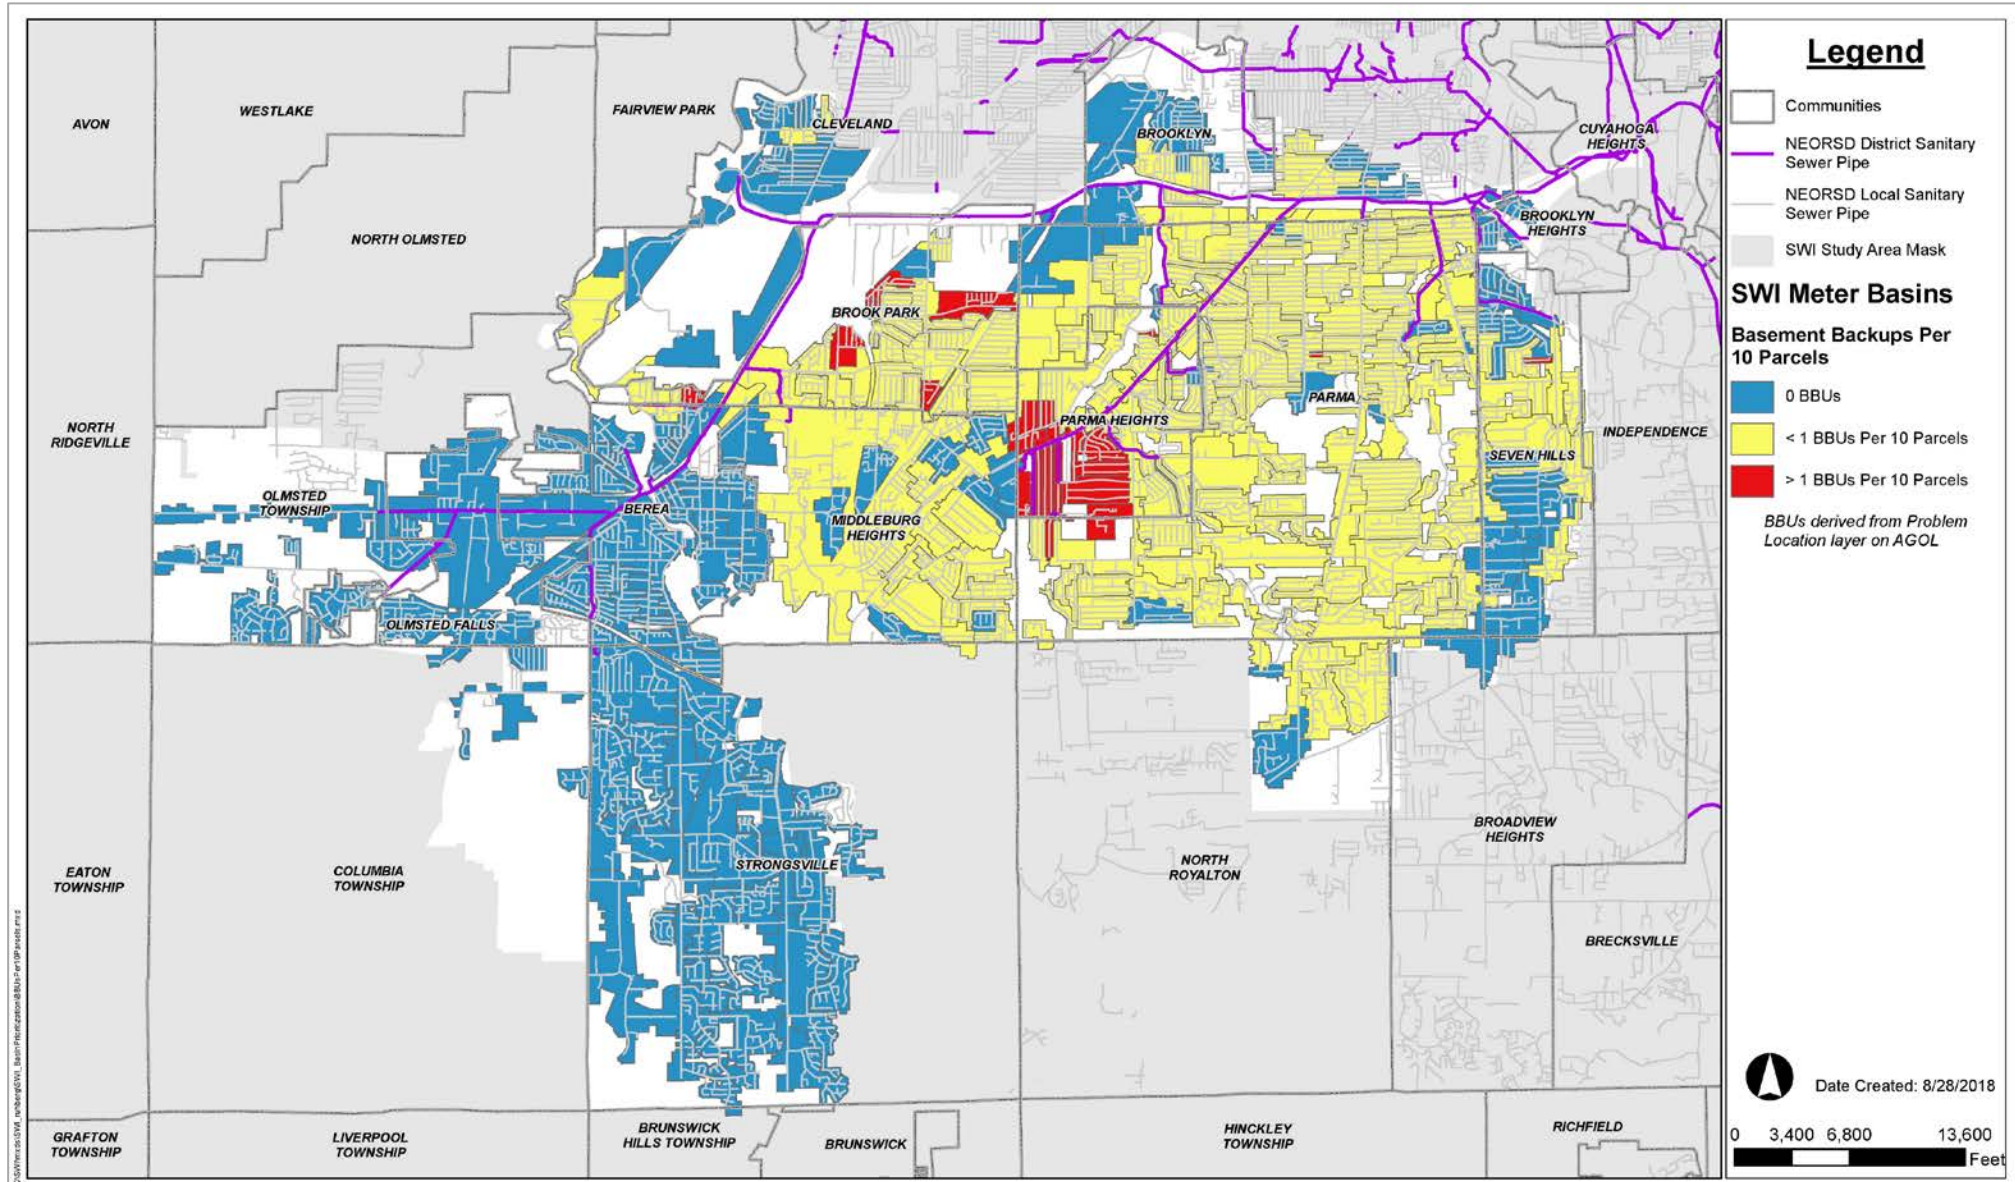 AVON
WESTLAKE
FAIRVIEW PARK
CLEVELAND
BROOKLYN
CUYAHOGA
HEIGHTS
NORTH OLMSTED
BROOKLYN
HEIGHTS
BROOK PARK
PARMA
PARMA HEIGHTS
NORTH
RIDGEVILLE
INDEPENDENCE
SEVEN HILLS
OLMSTED
TOWNSHIP
BEREA
MIDDLEBURG
HEIGHTS
OLMSTED FALLS
BROADVIEW
HEIGHTS
STRONGSVILLE
NORTH
ROYALTON
EATON
TOWNSHIP
COLUMBIA
TOWNSHIP
BRECKSVILLE
GRAFTON
TOWNSHIP
LIVERPOOL
TOWNSHIP
BRUNSWICK
HILLS TOWNSHIP
BRUNSWICK
HINCKLEY
TOWNSHIP
RICHFIELD
Legend
Communities
NEORSD District Sanitary
Sewer Pipe
NEORSD Local Sanitary
Sewer Pipe
SWI Study Area Mask
SWI Meter Basins
Basement Backups Per
10 Parcels
0 BBUs
< 1 BBUs Per 10 Parcels
> 1 BBUs Per 10 Parcels
BBUs derived from Problem
Location layer on AGOL
Date Created: 8/28/2018
0 3,400 6,800 13,600
Feet